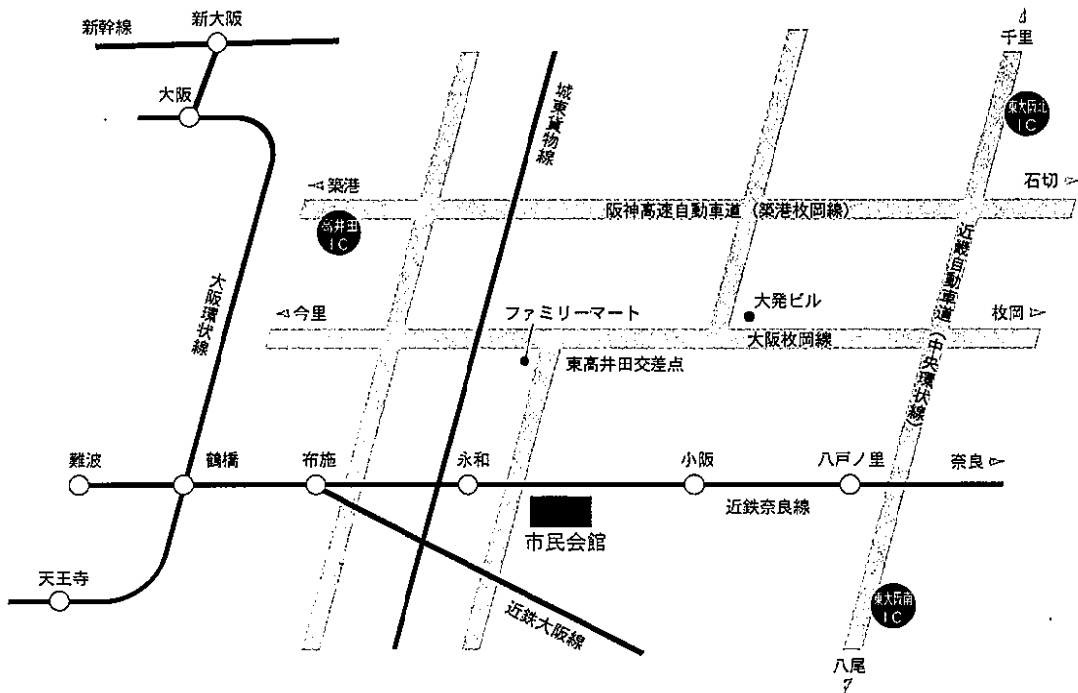 新幹線
新大阪
大阪
千里
東大阪北
IC
城東貨物線
築港
石切
阪神高速自動車道(築港枚岡線)
高井田
IC
近畿自動車道(中央環状線)
大阪環状線
今里
ファミリーマート
大発ビル
枚岡
大阪枚岡線
東高井田交差点
難波
鶴橋
布施
永和
小阪
八戸ノ里
奈良
近鉄奈良線
市民会館
天王寺
近鉄大阪線
東大阪南
IC
八尾